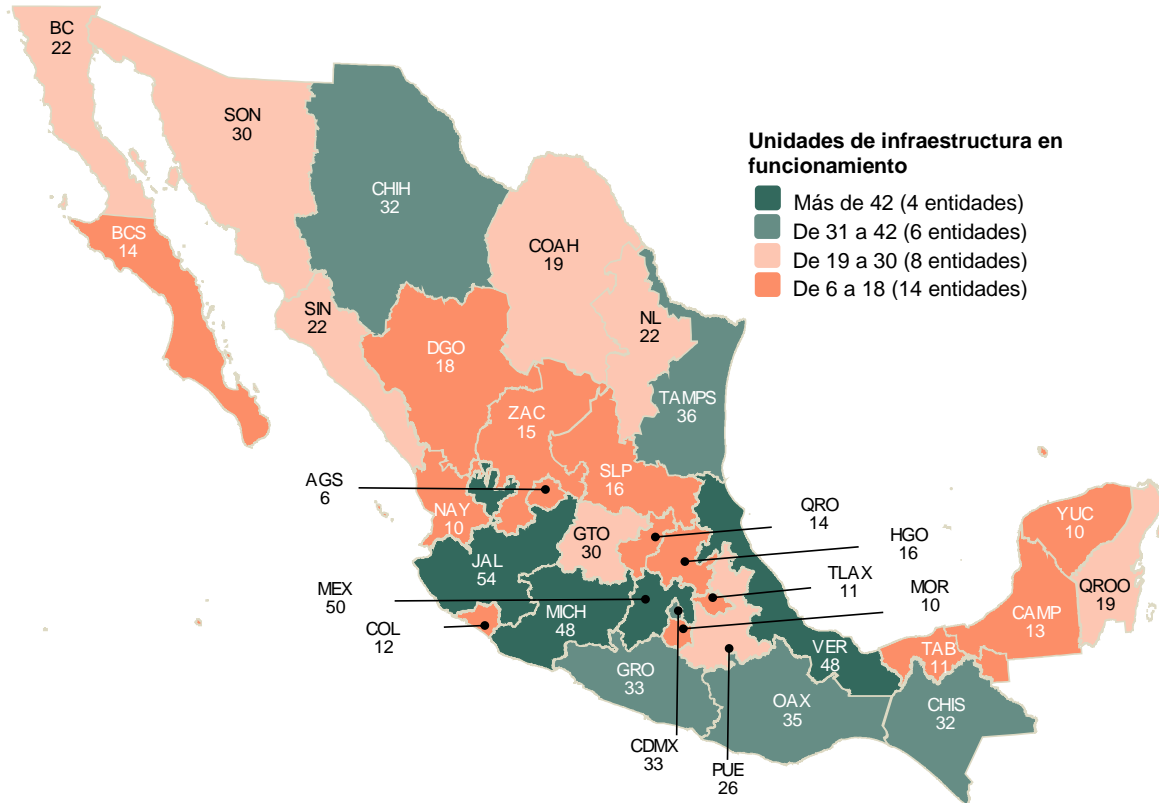 BC
22
SON
30
CHIH
32
Unidades de infraestructura en
funcionamiento
Más de 42 (4 entidades)
De 31 a 42 (6 entidades)
De 19 a 30 (8 entidades)
De 6 a 18 (14 entidades)
BCS
14
COAH
19
SIN
22
NL
22
DGO
18
TAMPS
36
ZAC
15
SLP
16
AGS
6
NAY
10
QRO
14
YUC
10
GTO
30
HGO
16
JAL
54
TLAX
11
MEX
50
MOR
10
QROO
19
MICH
48
CAMP
13
COL
12
VER
48
TAB
11
GRO
33
OAX
35
CHIS
32
CDMX
33
PUE
26